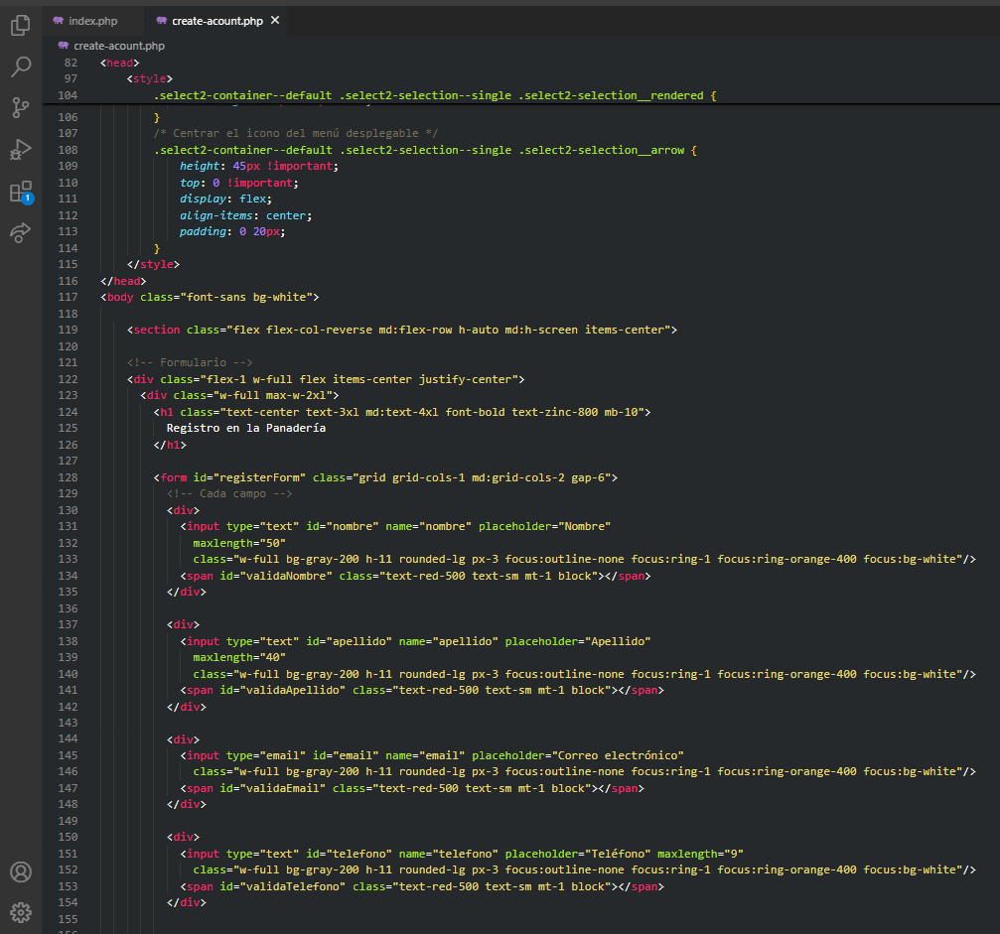 index.php
create-acount.php
create-acount.php
82 <head>
97 <style>
104 .select2-container--default .select2-selection--single .select2-selection__rendered {
106 }
107 /* Centrar el icono del menú desplegable */
108 .select2-container--default .select2-selection--single .select2-selection__arrow {
109 height: 45px !important;
110 top: 0 !important;
111 display: flex;
112 align-items: center;
113 padding: 0 20px;
114 }
115 </style>
116 </head>
117 <body class="font-sans bg-white">
118
119 <section class="flex flex-col-reverse md:flex-row h-auto md:h-screen items-center">
120
121 <!-- Formulario -->
122 <div class="flex-1 w-full flex items-center justify-center">
123 <div class="w-full max-w-2xl">
124 <h1 class="text-center text-3xl md:text-4xl font-bold text-zinc-800 mb-10">
125 Registro en la Panadería
126 </h1>
127
128 <form id="registerForm" class="grid grid-cols-1 md:grid-cols-2 gap-6">
129 <!-- Cada campo -->
130 <div>
131 <input type="text" id="nombre" name="nombre" placeholder="Nombre"
132 maxlength="50"
133 class="w-full bg-gray-200 h-11 rounded-lg px-3 focus:outline-none focus:ring-1 focus:ring-orange-400 focus:bg-white"/>
134 <span id="validaNombre" class="text-red-500 text-sm mt-1 block"></span>
135 </div>
136
137 <div>
138 <input type="text" id="apellido" name="apellido" placeholder="Apellido"
139 maxlength="40"
140 class="w-full bg-gray-200 h-11 rounded-lg px-3 focus:outline-none focus:ring-1 focus:ring-orange-400 focus:bg-white"/>
141 <span id="validaApellido" class="text-red-500 text-sm mt-1 block"></span>
142 </div>
143
144 <div>
145 <input type="email" id="email" name="email" placeholder="Correo electrónico"
146 class="w-full bg-gray-200 h-11 rounded-lg px-3 focus:outline-none focus:ring-1 focus:ring-orange-400 focus:bg-white"/>
147 <span id="validaEmail" class="text-red-500 text-sm mt-1 block"></span>
148 </div>
149
150 <div>
151 <input type="text" id="telefono" name="telefono" placeholder="Teléfono" maxlength="9"
152 class="w-full bg-gray-200 h-11 rounded-lg px-3 focus:outline-none focus:ring-1 focus:ring-orange-400 focus:bg-white"/>
153 <span id="validaTelefono" class="text-red-500 text-sm mt-1 block"></span>
154 </div>
155
1